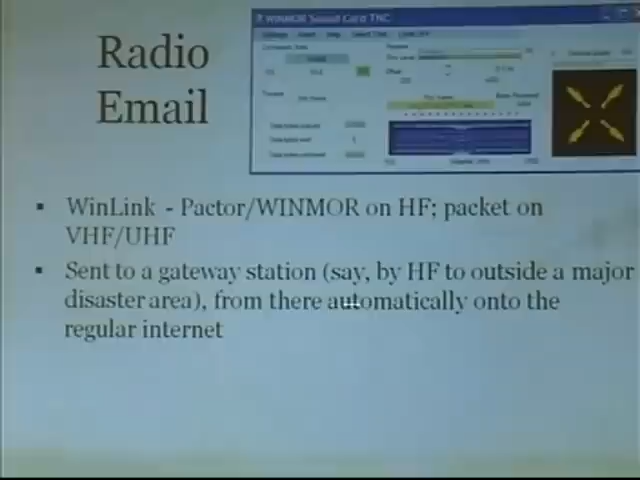 Radio
Email
WINMOR Sound Card TNC
▪ WinLink - Pactor/WINMOR on HF; packet on
VHF/UHF
▪ Sent to a gateway station (say, by HF to outside a major
disaster area), from there automatically onto the
regular internet